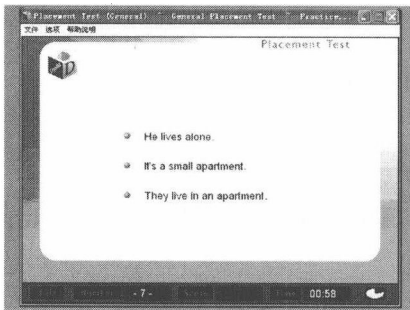 Placement Test (General) - General Placement Test - Practice...
文件 选项 帮助说明
Placement Test
He lives alone.
It's a small apartment.
They live in an apartment.
- 7 -
00:58